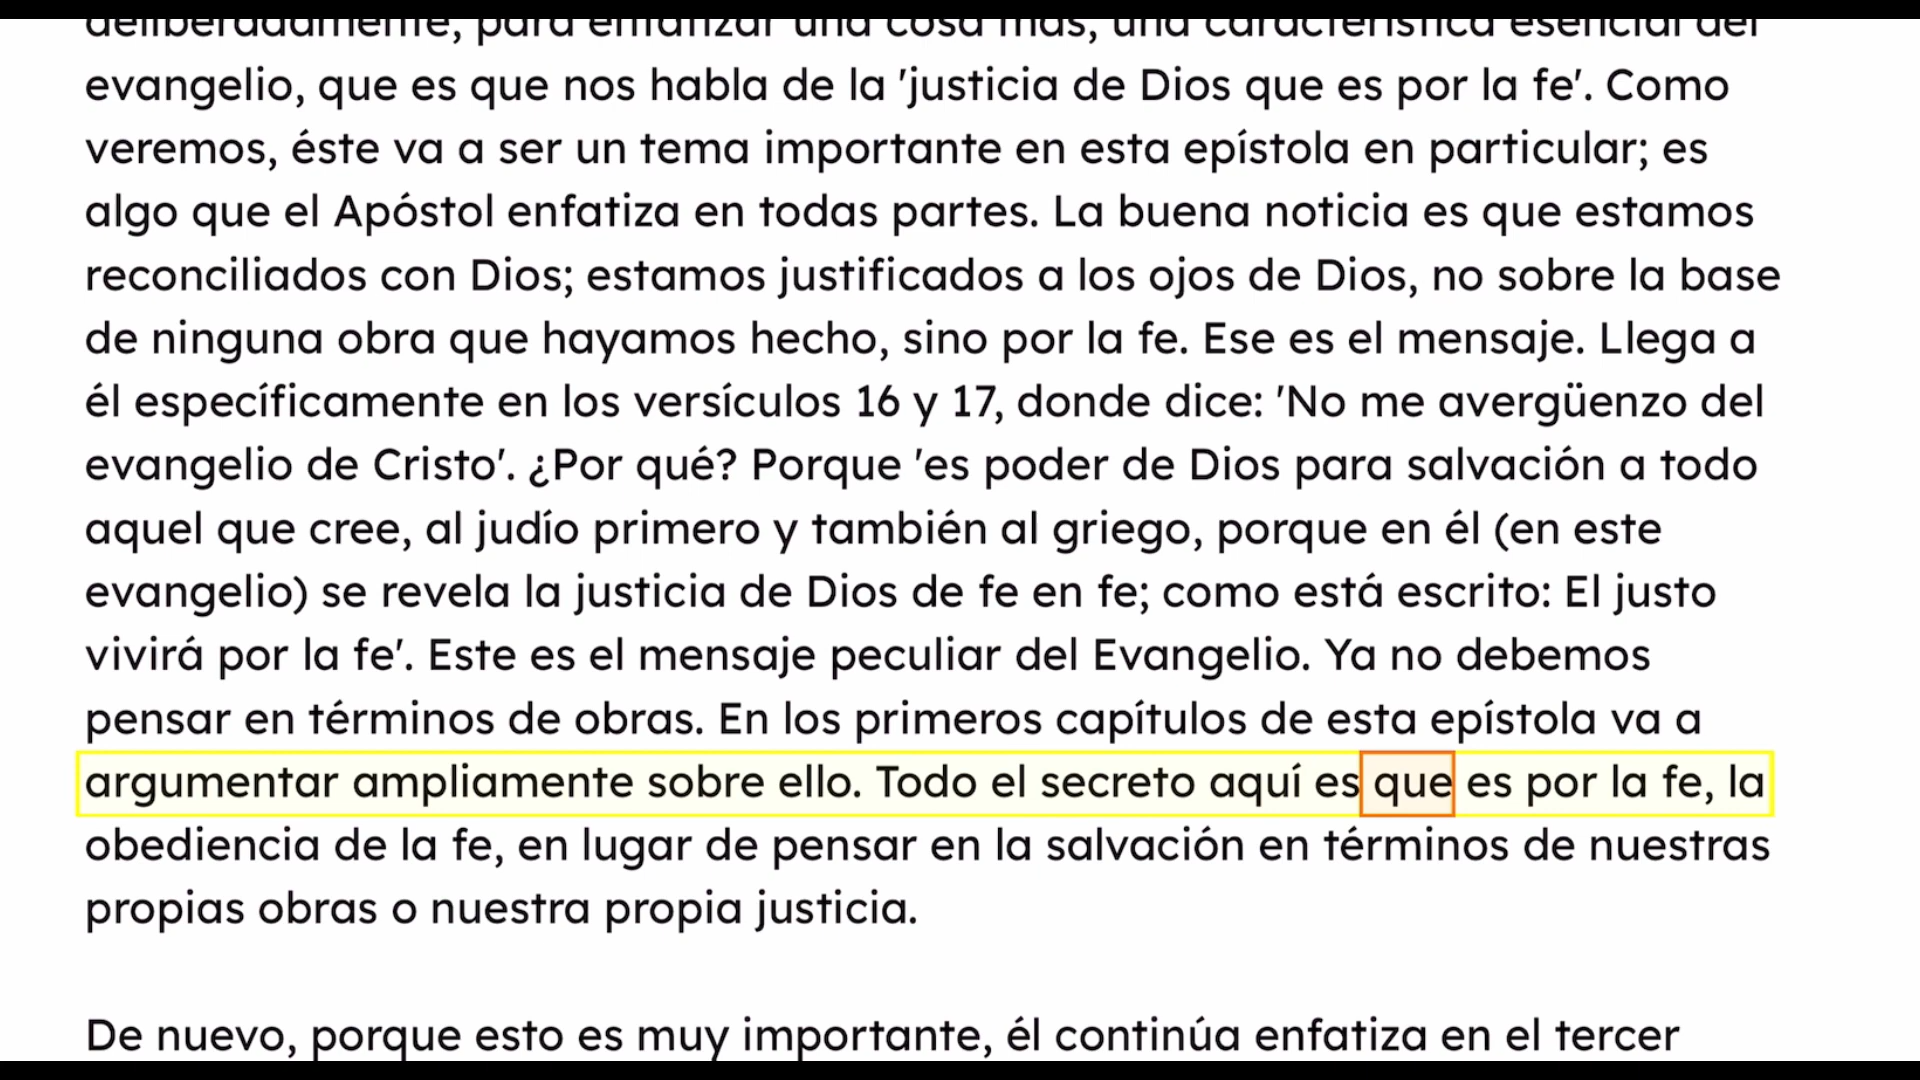 deliberadamente, para enfatizar una cosa más, una característica esencial del
evangelio, que es que nos habla de la 'justicia de Dios que es por la fe'. Como
veremos, éste va a ser un tema importante en esta epístola en particular; es
algo que el Apóstol enfatiza en todas partes. La buena noticia es que estamos
reconciliados con Dios; estamos justificados a los ojos de Dios, no sobre la base
de ninguna obra que hayamos hecho, sino por la fe. Ese es el mensaje. Llega a
él específicamente en los versículos 16 y 17, donde dice: 'No me avergüenzo del
evangelio de Cristo'. ¿Por qué? Porque 'es poder de Dios para salvación a todo
aquel que cree, al judío primero y también al griego, porque en él (en este
evangelio) se revela la justicia de Dios de fe en fe; como está escrito: El justo
vivirá por la fe'. Este es el mensaje peculiar del Evangelio. Ya no debemos
pensar en términos de obras. En los primeros capítulos de esta epístola va a
argumentar ampliamente sobre ello. Todo el secreto aquí es que es por la fe, la
obediencia de la fe, en lugar de pensar en la salvación en términos de nuestras
propias obras o nuestra propia justicia.
De nuevo, porque esto es muy importante, él continúa enfatiza en el tercer